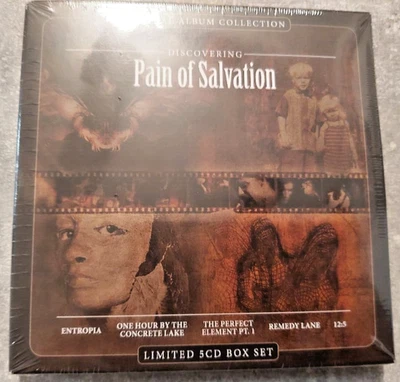 ALBUM COLLECTION
DISCOVERING
Pain of Salvation
ENTROPIA
ONE HOUR BY THE
CONCRETE LAKE
THE PERFECT
ELEMENT PT. 1
REMEDY LANE
12:5
LIMITED 5CD BOX SET